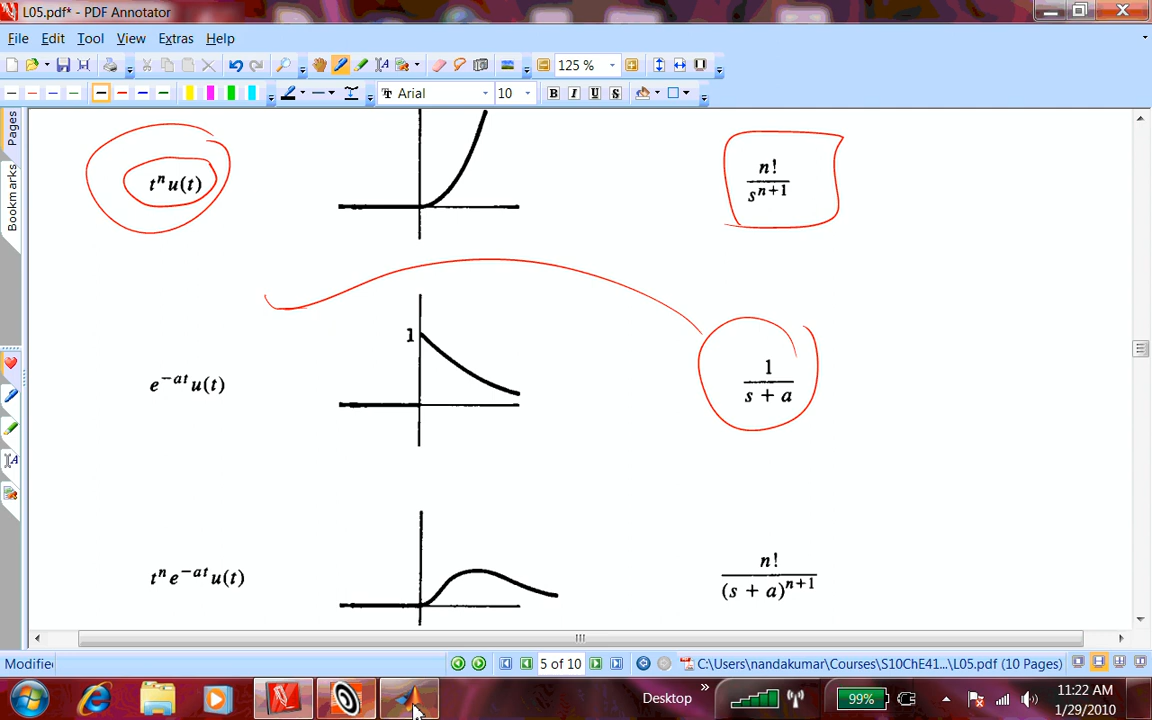 L05.pdf* - PDF Annotator
File Edit Tool View Extras Help
125 %
Arial 10 B I U S
Pages
Bookmarks
tⁿu(t)
n!
sⁿ⁺¹
1
e⁻ᵃᵗu(t)
1
s + a
tⁿe⁻ᵃᵗu(t)
n!
(s + a)ⁿ⁺¹
Modified
5 of 10
C:\Users\nandakumar\Courses\S10ChE41...\L05.pdf (10 Pages)
Desktop
99%
11:22 AM
1/29/2010